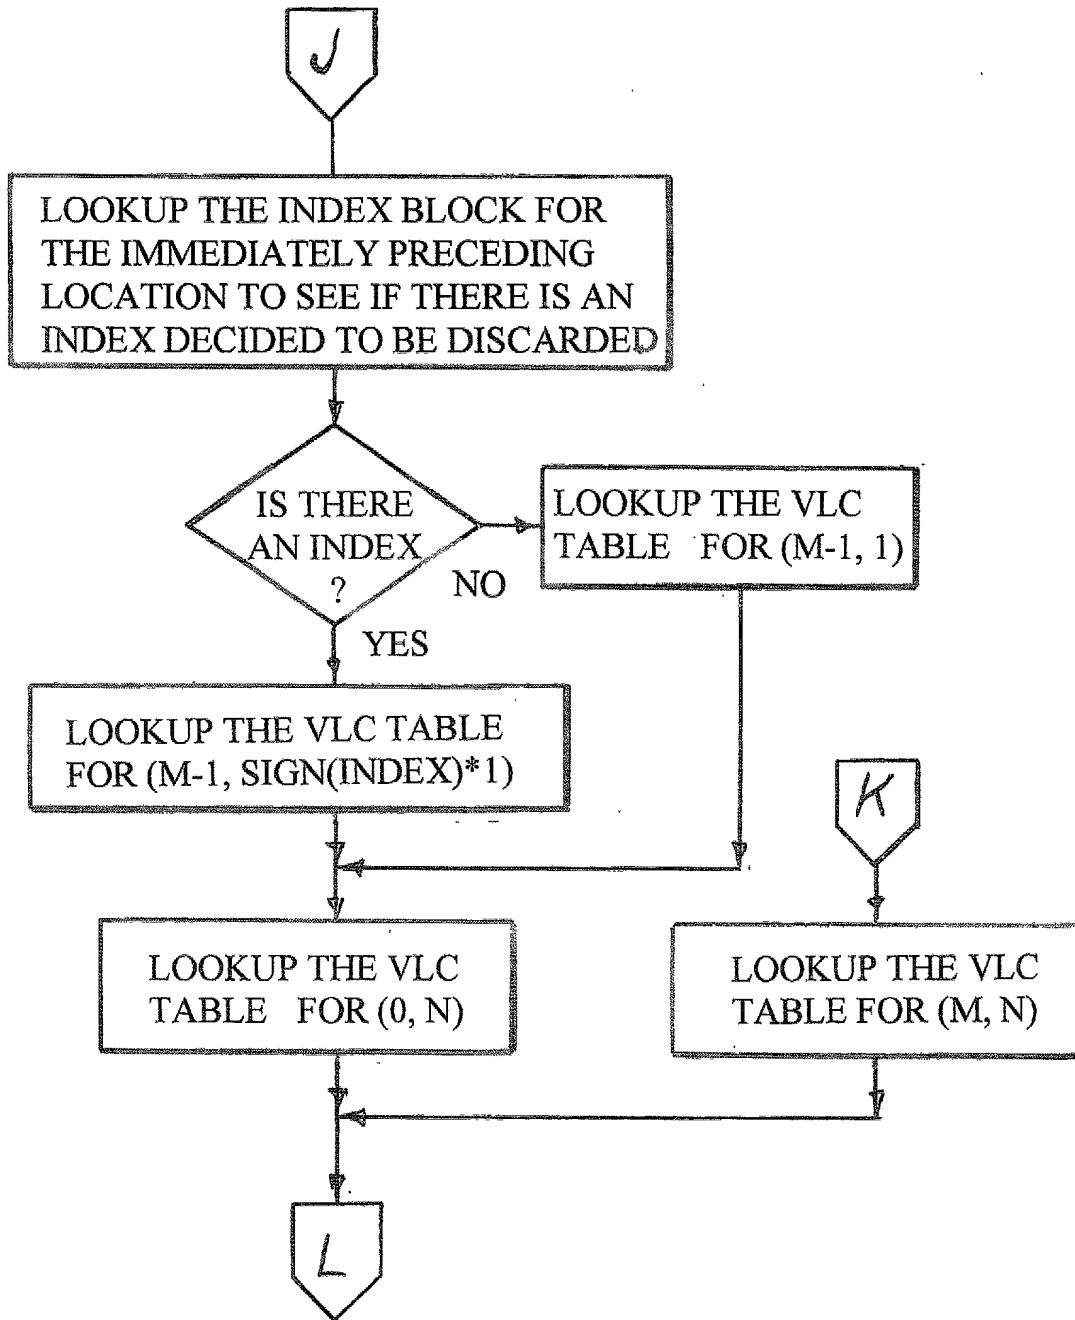 J
LOOKUP THE INDEX BLOCK FOR
THE IMMEDIATELY PRECEDING
LOCATION TO SEE IF THERE IS AN
INDEX DECIDED TO BE DISCARDED
IS THERE
AN INDEX
?
NO
YES
LOOKUP THE VLC
TABLE FOR (M-1, 1)
LOOKUP THE VLC TABLE
FOR (M-1, SIGN(INDEX)*1)
K
LOOKUP THE VLC
TABLE FOR (0, N)
LOOKUP THE VLC
TABLE FOR (M, N)
L